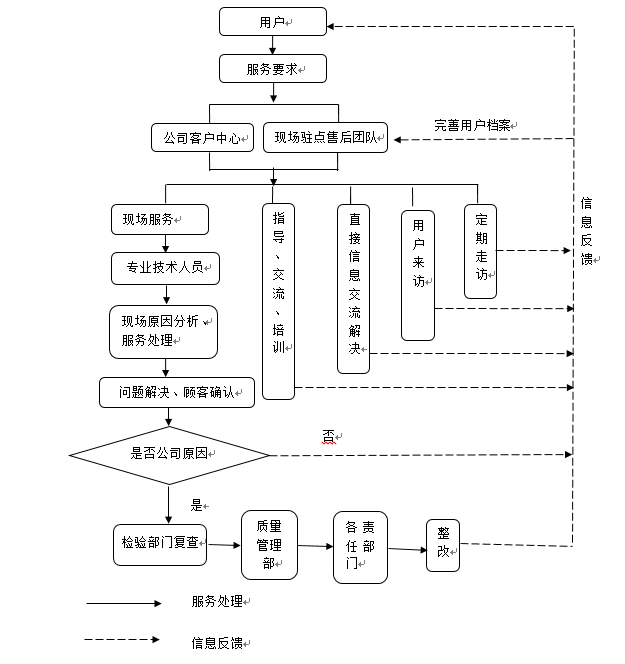 用户
服务要求
公司客户中心
现场驻点售后团队
完善用户档案
信息反馈
现场服务
指导、交流、培训
直接信息交流解决
用户来访
定期走访
专业技术人员
现场原因分析、
服务处理
问题解决、顾客确认
是否公司原因
否
是
检验部门复查
质量
管理
部
各责
任部
门
整
改
服务处理
信息反馈